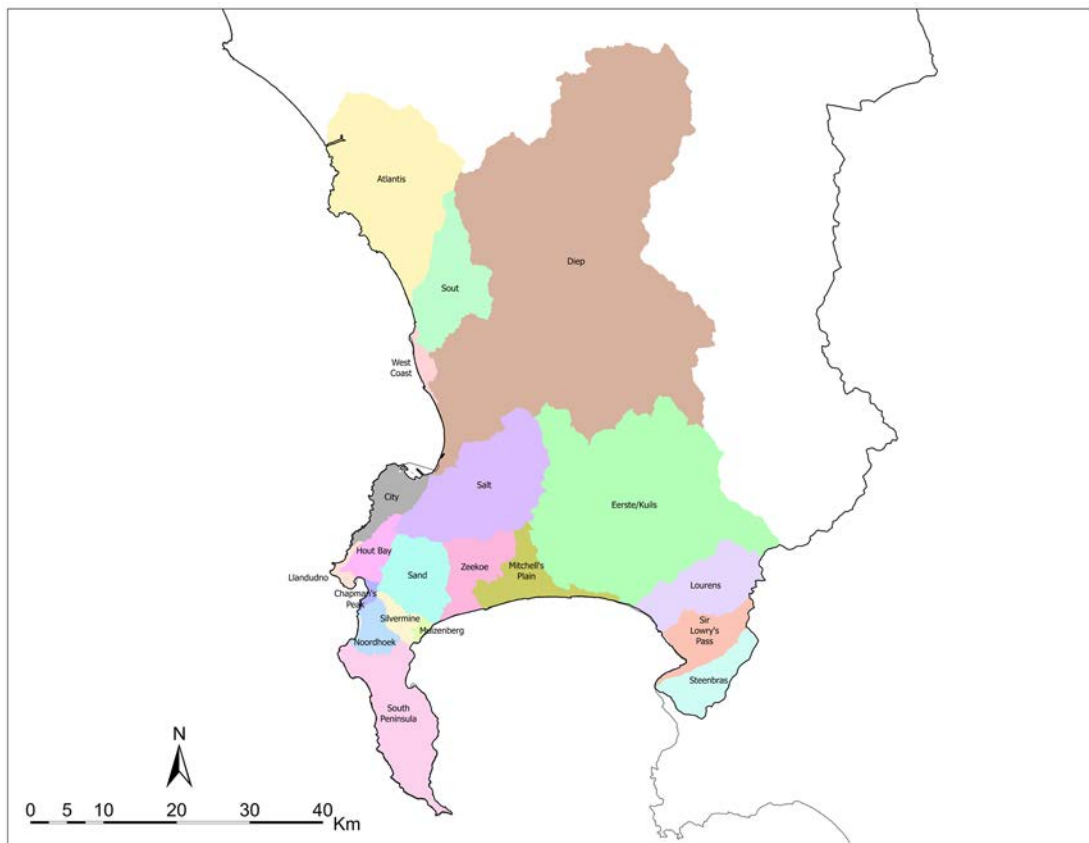 Atlantis
Diep
Sout
West
Coast
Salt
City
Eerste/Kuils
Hout Bay
Zeekoe
Mitchell's
Plain
Llandudno
Sand
Lourens
Chapman's
Peak
Silvermine
Sir
Lowry's
Pass
Muizenberg
Noordhoek
Steenbras
South
Peninsula
N
0 5 10 20 30 40
Km